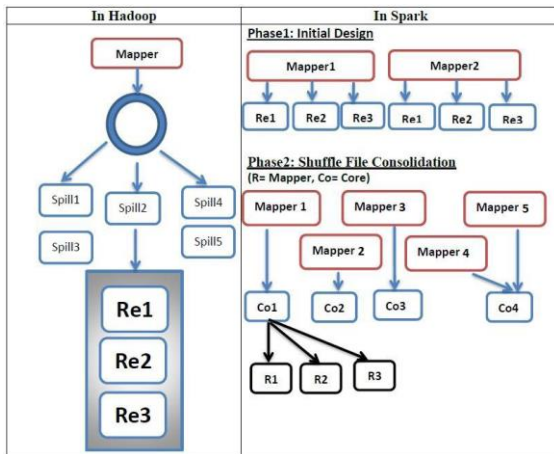 In Hadoop
Mapper
Spill1
Spill2
Spill4
Spill3
Spill5
Re1
Re2
Re3
In Spark
Phase1: Initial Design
Mapper1
Mapper2
Re1
Re2
Re3
Re1
Re2
Re3
Phase2: Shuffle File Consolidation
(R= Mapper, Co= Core)
Mapper 1
Mapper 3
Mapper 5
Mapper 2
Mapper 4
Co1
Co2
Co3
Co4
R1
R2
R3